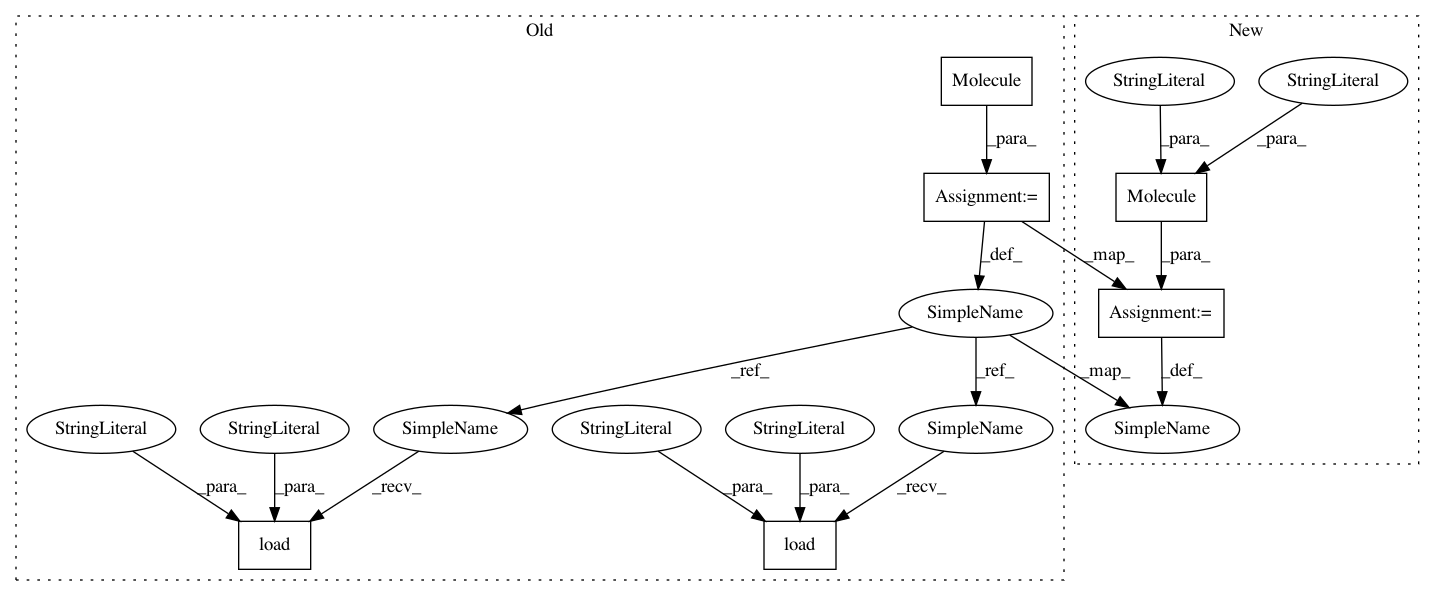 Old
New
Molecule
StringLiteral
StringLiteral
_para_
_para_
_para_
Assignment:=
Molecule
_def_
_map_
_para_
SimpleName
Assignment:=
_ref_
_ref_
_map_
_def_
StringLiteral
StringLiteral
SimpleName
StringLiteral
StringLiteral
SimpleName
SimpleName
_para_
_para_
_recv_
_para_
_para_
_recv_
load
load